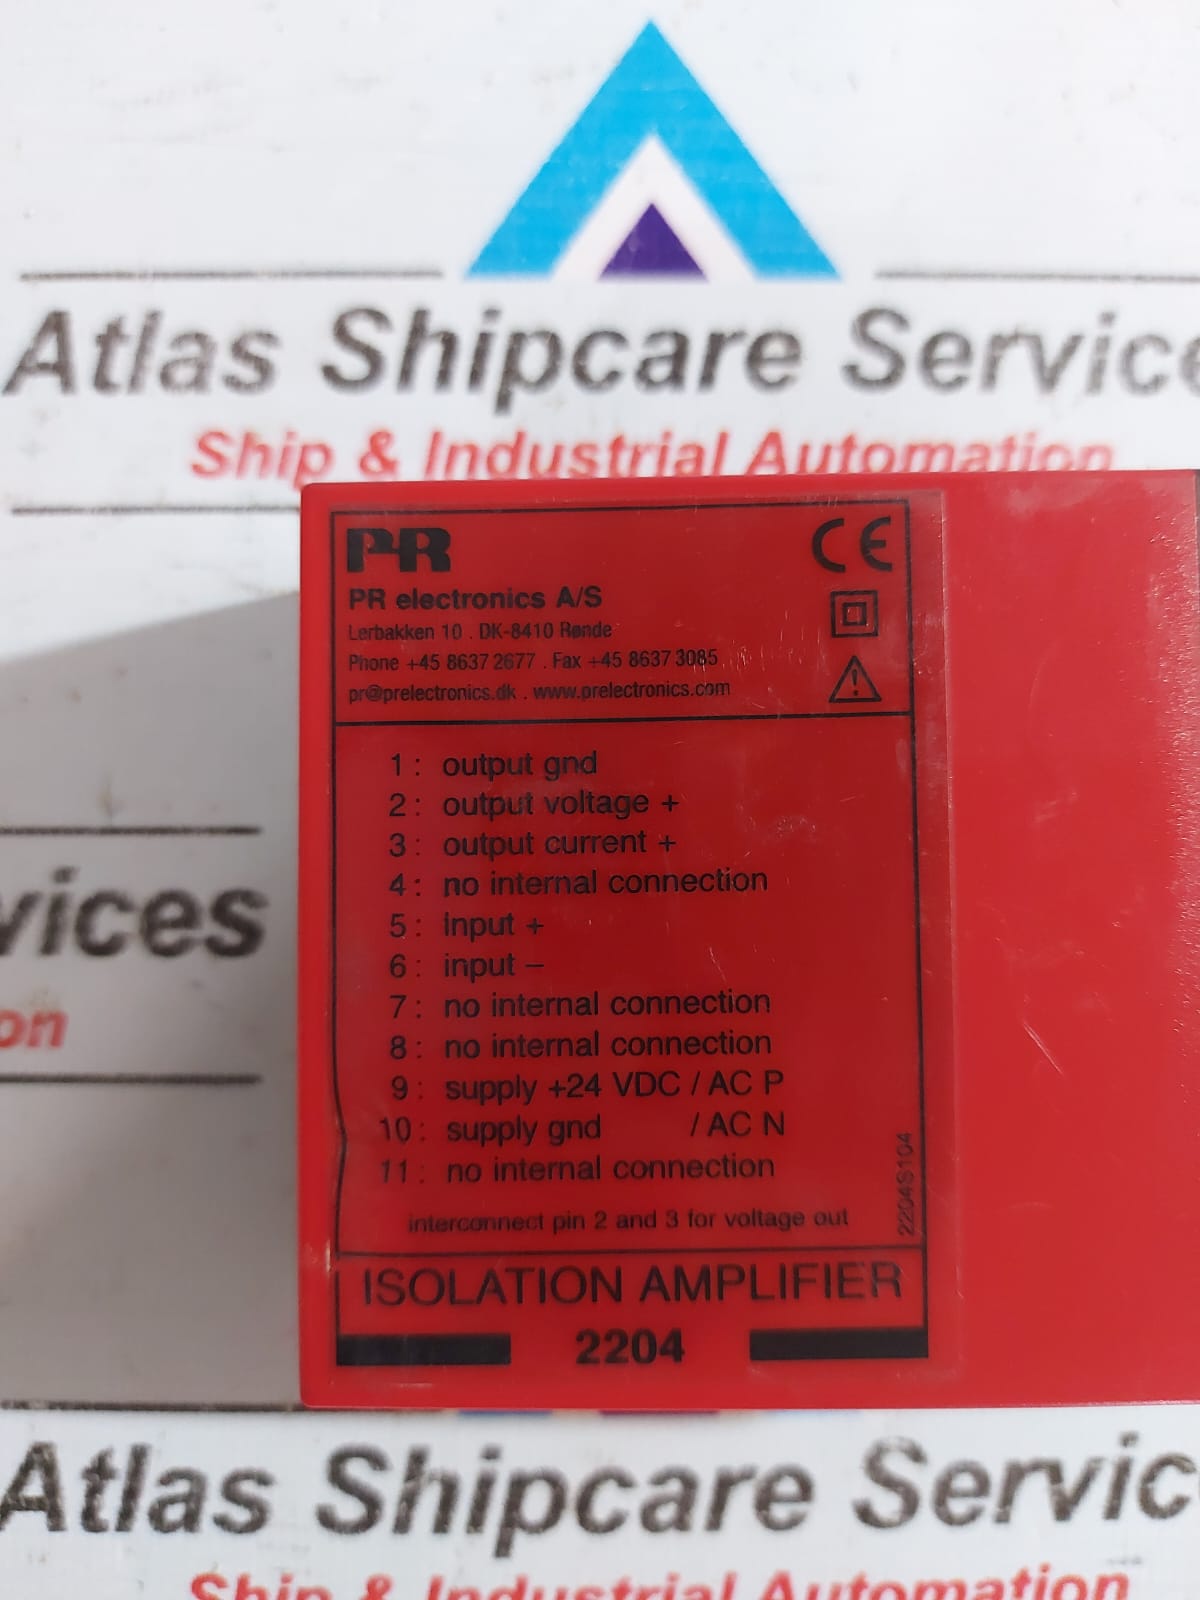 Atlas Shipcare Service
Ship & Industrial Automation
PR
CE
PR electronics A/S
Lerbakken 10 . DK-8410 Rønde
Phone +45 8637 2677 . Fax +45 8637 3085
pr@prelectronics.dk . www.prelectronics.com
1 : output gnd
2 : output voltage +
3 : output current +
4 : no internal connection
5 : input +
6 : input –
7 : no internal connection
8 : no internal connection
9 : supply +24 VDC / AC P
10 : supply gnd / AC N
11 : no internal connection
interconnect pin 2 and 3 for voltage out
2204S104
ISOLATION AMPLIFIER
2204
vices
on
Atlas Shipcare Servic
Ship & Industrial Automation